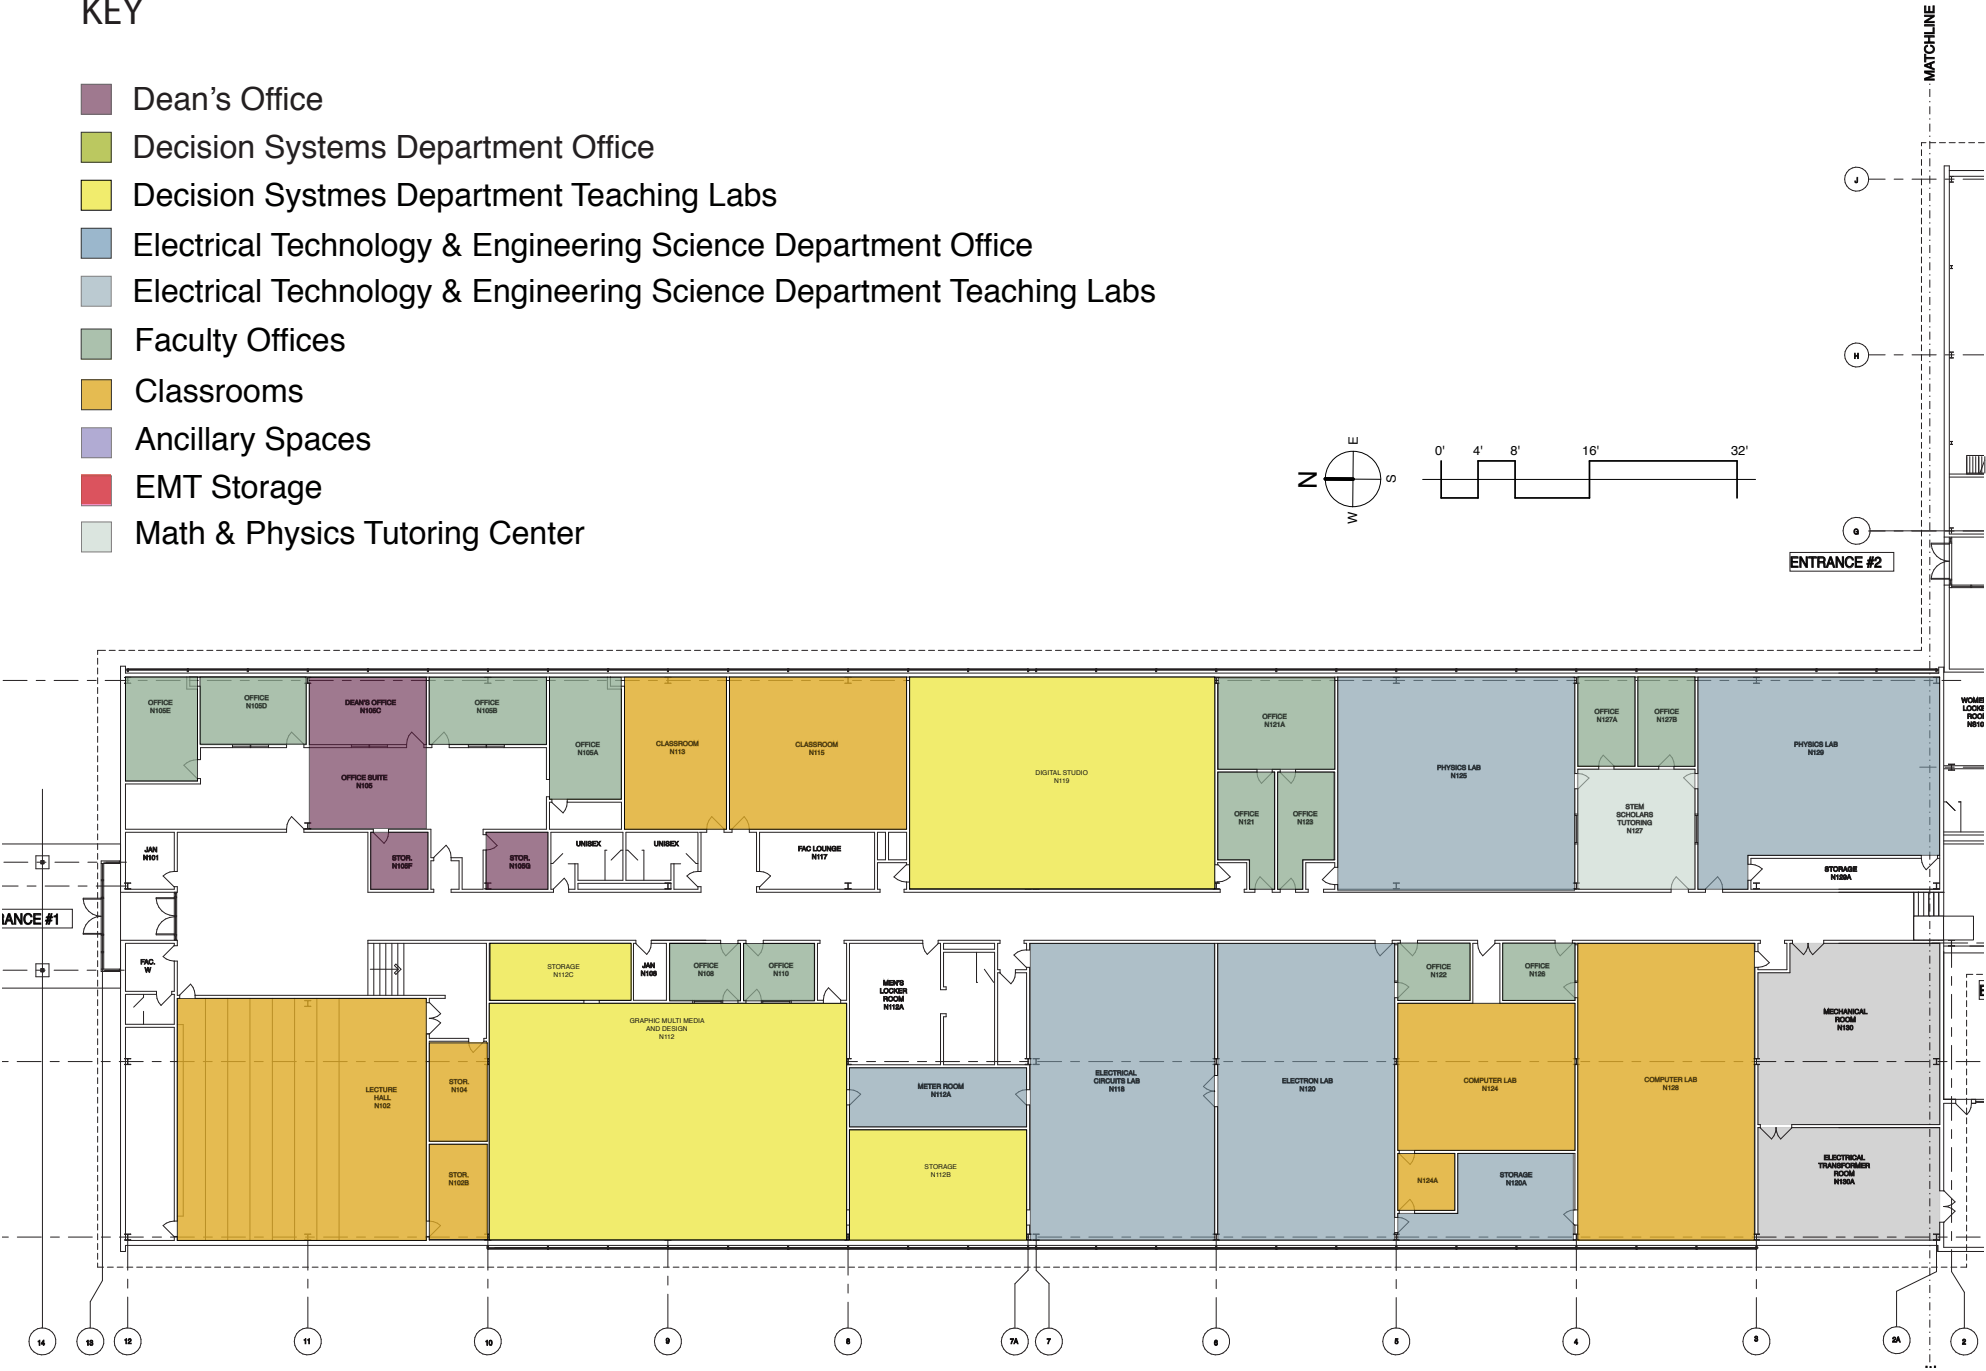 KEY
Dean's Office
Decision Systems Department Office
Decision Systmes Department Teaching Labs
Electrical Technology & Engineering Science Department Office
Electrical Technology & Engineering Science Department Teaching Labs
Faculty Offices
Classrooms
Ancillary Spaces
EMT Storage
Math & Physics Tutoring Center
MATCHLINE
J
H
G
N
E
S
W
0'
4'
8'
16'
32'
ENTRANCE #2
OFFICE
N105E
OFFICE
N105D
DEAN'S OFFICE
N105C
OFFICE
N105B
OFFICE
N105A
OFFICE SUITE
N105
CLASSROOM
N113
CLASSROOM
N115
DIGITAL STUDIO
N119
OFFICE
N121A
OFFICE
N121
OFFICE
N123
PHYSICS LAB
N125
OFFICE
N127A
OFFICE
N127B
STEM
SCHOLARS
TUTORING
N127
PHYSICS LAB
N129
STORAGE
N129A
JAN
N101
STOR.
N105F
STOR.
N105G
UNISEX
UNISEX
FAC LOUNGE
N117
RANCE #1
FAC.
W
STORAGE
N112C
JAN
N108
OFFICE
N108
OFFICE
N110
MEN'S
LOCKER
ROOM
N112A
GRAPHIC MULTI MEDIA
AND DESIGN
N112
LECTURE
HALL
N102
STOR.
N104
STOR.
N102B
METER ROOM
N112A
STORAGE
N112B
ELECTRICAL
CIRCUITS LAB
N118
ELECTRON LAB
N120
OFFICE
N122
OFFICE
N126
COMPUTER LAB
N124
N124A
STORAGE
N120A
COMPUTER LAB
N128
MECHANICAL
ROOM
N130
ELECTRICAL
TRANSFORMER
ROOM
N130A
14
13
12
11
10
9
8
7A
7
6
5
4
3
2A
2